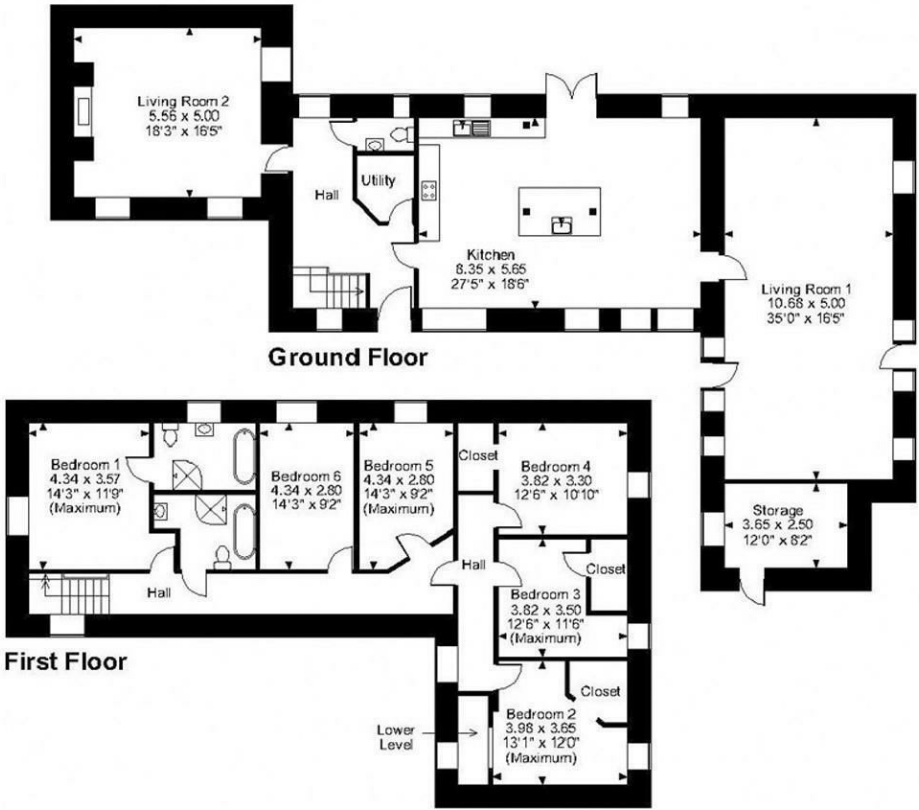 Living Room 2
5.56 x 5.00
18'3" x 16'5"
Hall
Utility
Kitchen
8.35 x 5.65
27'5" x 18'6"
Living Room 1
10.68 x 5.00
35'0" x 16'5"
Ground Floor
Storage
3.65 x 2.50
12'0" x 8'2"
Bedroom 1
4.34 x 3.57
14'3" x 11'9"
(Maximum)
Bedroom 6
4.34 x 2.80
14'3" x 9'2"
Bedroom 5
4.34 x 2.80
14'3" x 9'2"
(Maximum)
Closet
Bedroom 4
3.82 x 3.30
12'6" x 10'10"
Hall
Hall
Closet
Bedroom 3
3.82 x 3.50
12'6" x 11'6"
(Maximum)
First Floor
Closet
Bedroom 2
3.98 x 3.65
13'1" x 12'0"
(Maximum)
Lower
Level